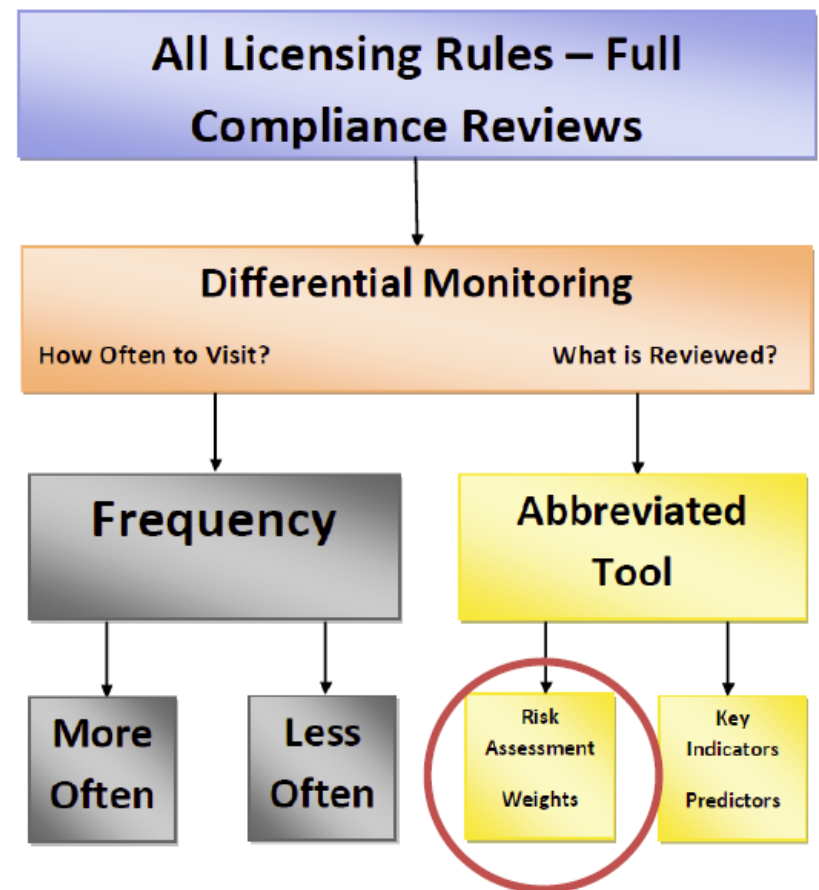 All Licensing Rules – Full
Compliance Reviews
Differential Monitoring
How Often to Visit?
What is Reviewed?
Frequency
Abbreviated
Tool
More
Often
Less
Often
Risk
Assessment
Weights
Key
Indicators
Predictors